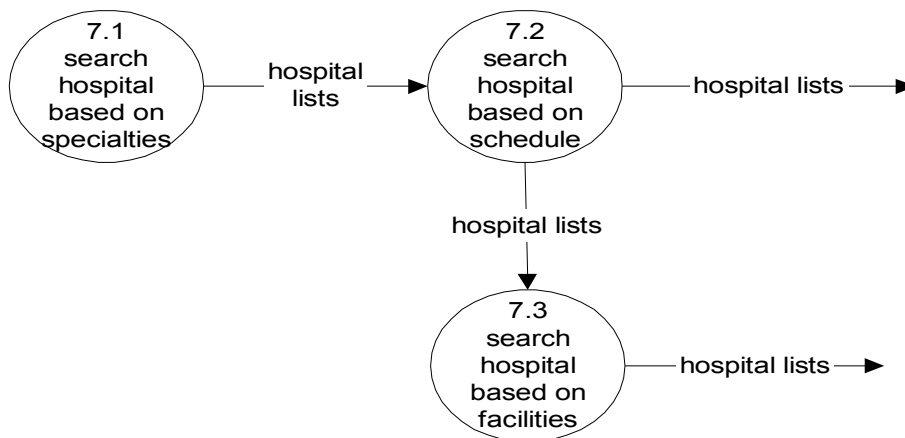 7.1
search
hospital
based on
specialties
hospital
lists
7.2
search
hospital
based on
schedule
hospital lists
hospital lists
7.3
search
hospital
based on
facilities
hospital lists